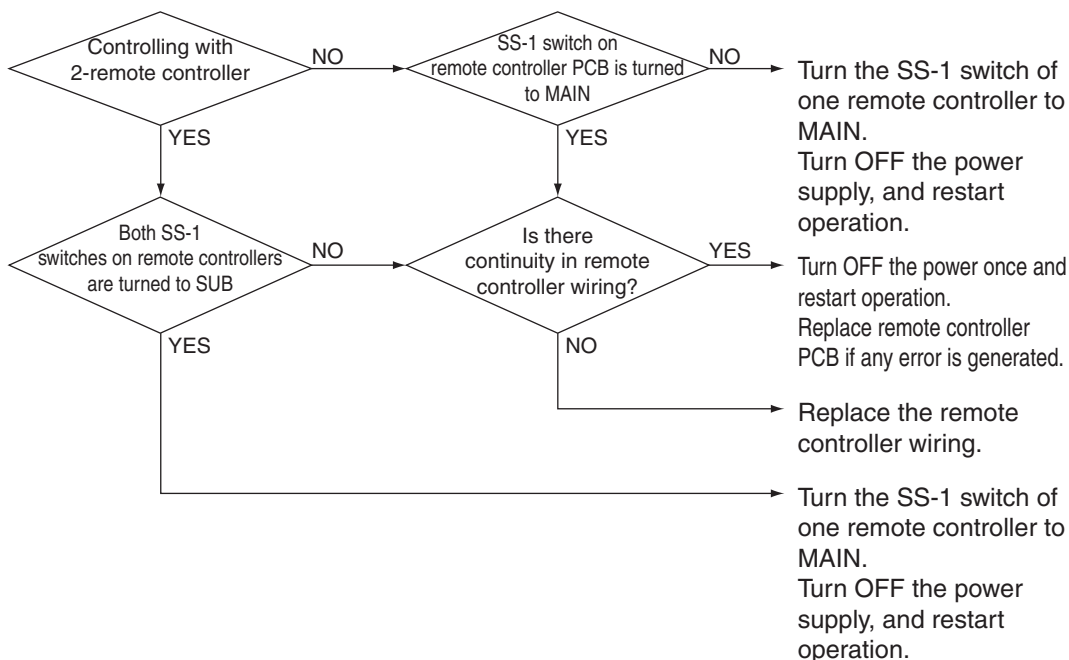 Controlling with
2-remote controller
NO
SS-1 switch on
remote controller PCB is turned
to MAIN
NO
Turn the SS-1 switch of
one remote controller to
MAIN.
Turn OFF the power
supply, and restart
operation.
YES
YES
Both SS-1
switches on remote controllers
are turned to SUB
NO
Is there
continuity in remote
controller wiring?
YES
Turn OFF the power once and
restart operation.
Replace remote controller
PCB if any error is generated.
YES
NO
Replace the remote
controller wiring.
Turn the SS-1 switch of
one remote controller to
MAIN.
Turn OFF the power
supply, and restart
operation.